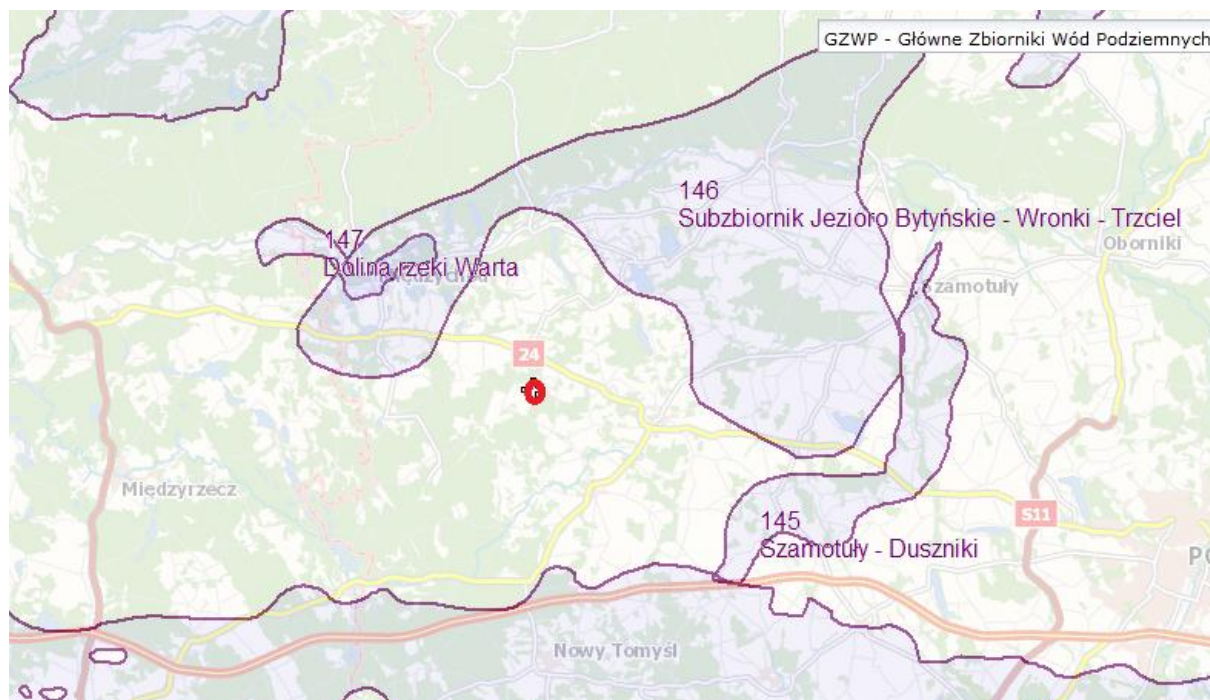 GZWP - Główne Zbiorniki Wód Podziemnych
146
Subzbiornik Jezioro Bytyńskie - Wronki - Trzciel
147
Dolina rzeki Warta
Oborniki
Szamotuły
24
Międzyrzecz
S11
145
Szamotuły - Duszniki
PO
Nowy Tomyśl